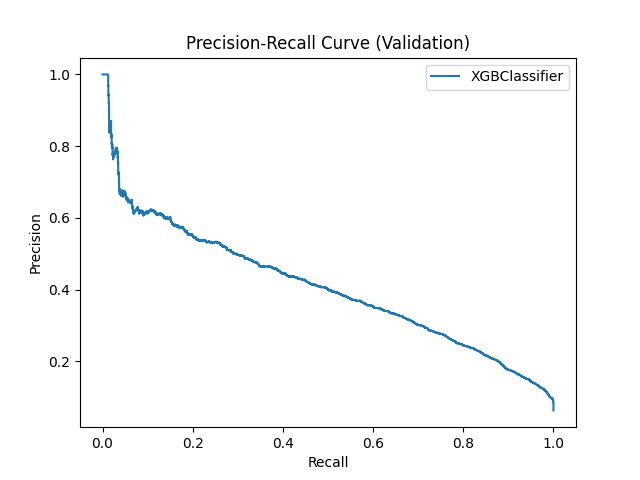 Precision-Recall Curve (Validation)
XGBClassifier
1.0
0.8
0.6
0.4
0.2
Precision
0.0 0.2 0.4 0.6 0.8 1.0
Recall